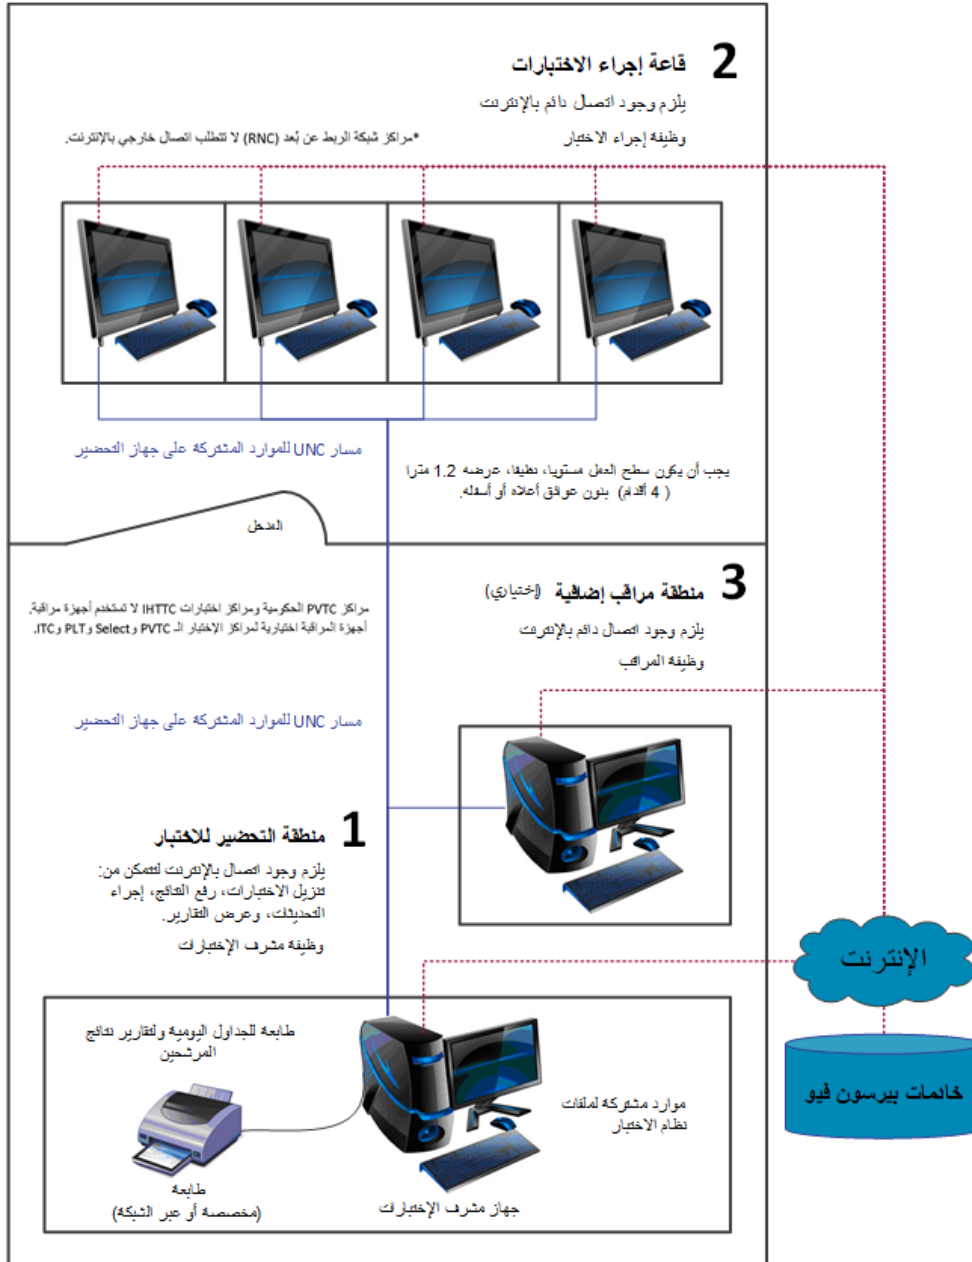 2
قاعة إجراء الاختبارات
يلزم وجود اتصال دائم بالإنترنت
وظيفة إجراء الاختبار
*مراكز شبكة الربط عن بُعد (RNC) لا تتطلب اتصال خارجي بالإنترنت.
مسار UNC للموارد المشتركة على جهاز التحضير
يجب أن يكون سطح العمل مستويا، نظيفا، عرضه 1.2 مترا
( 4 أقدام) بدون عوائق أعلاه أو أسفله.
المدخل
3
منطقة مراقب إضافية (إختياري)
يلزم وجود اتصال دائم بالإنترنت
وظيفة المراقب
مراكز PVTC الحكومية ومراكز اختبارات IHTTC لا تستخدم أجهزة مراقبة.
أجهزة المراقبة اختيارية لمراكز الإختبار الـ PVTC وSelect وPLT وITC.
مسار UNC للموارد المشتركة على جهاز التحضير
1
منطقة التحضير للاختبار
يلزم وجود اتصال بالإنترنت لتتمكن من:
تنزيل الاختبارات، رفع النتائج، إجراء
التحديثات، وعرض التقارير.
وظيفة مشرف الإختبارات
الإنترنت
خادمات بيرسون فيو
طابعة للجداول اليومية ولتقارير نتائج
المرشحين
موارد مشتركة لملفات
نظام الاختبار
طابعة
(مخصصة أو عبر الشبكة)
جهاز مشرف الإختبارات